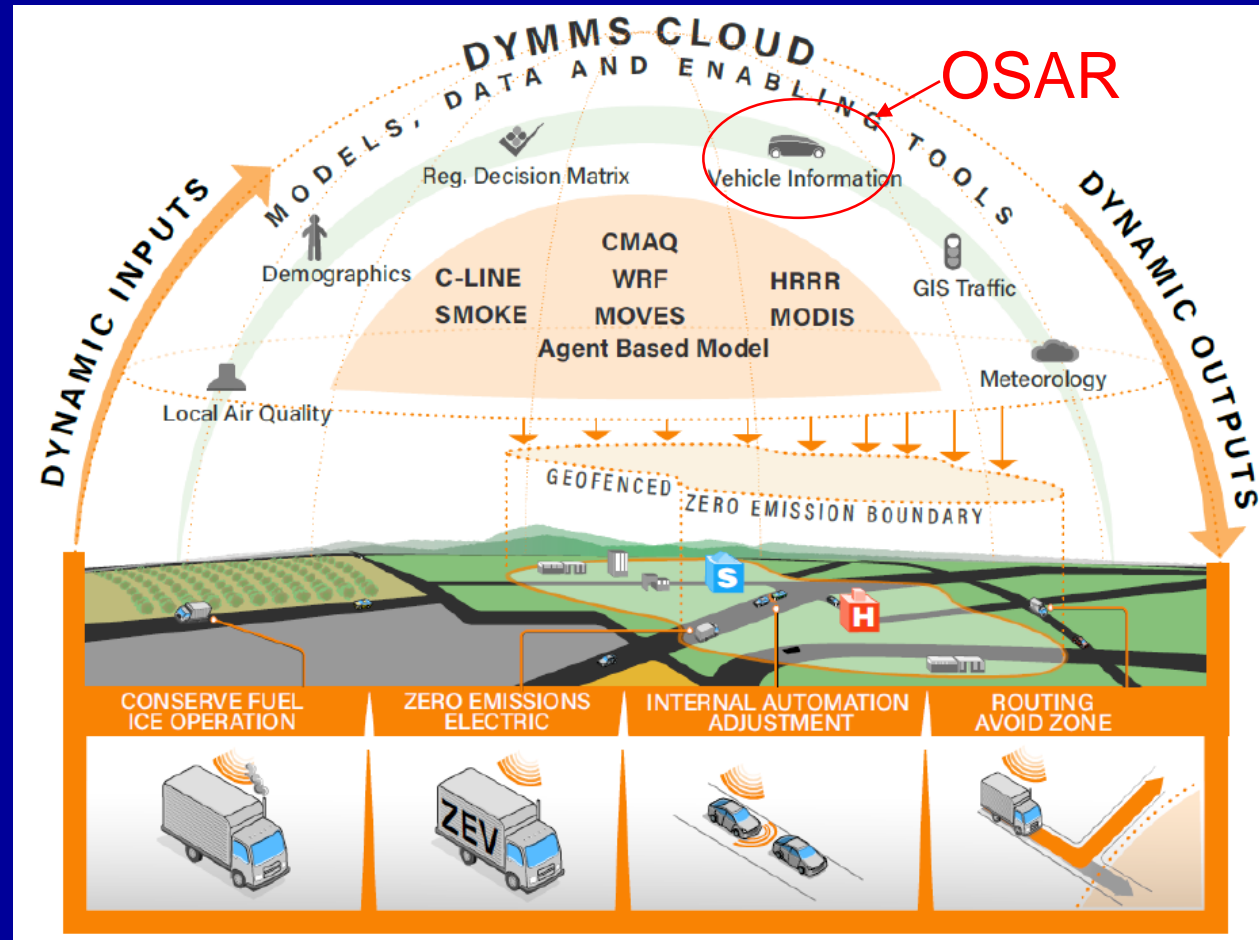 DYMMS CLOUD
MODELS, DATA AND ENABLING TOOLS
OSAR
DYNAMIC INPUTS
DYNAMIC OUTPUTS
Reg. Decision Matrix
Vehicle Information
Demographics
GIS Traffic
Local Air Quality
Meteorology
C-LINE
SMOKE
CMAQ
WRF
MOVES
HRRR
MODIS
Agent Based Model
GEOFENCED ZERO EMISSION BOUNDARY
S
H
CONSERVE FUEL
ICE OPERATION
ZERO EMISSIONS
ELECTRIC
INTERNAL AUTOMATION
ADJUSTMENT
ROUTING
AVOID ZONE
ZEV